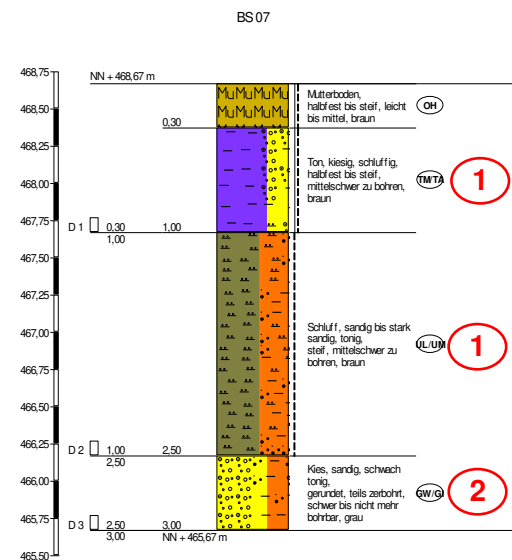 BS 07
NN + 468,67 m
468,75
468,50
468,25
468,00
467,75
467,50
467,25
467,00
466,75
466,50
466,25
466,00
465,75
465,50
Mu Mu Mu Mu
Mu Mu Mu Mu
0,30
Mutterboden,
halbfest bis steif, leicht
bis mittel, braun
OH
Ton, kiesig, schluffig,
halbfest bis steif,
mittelschwer zu bohren,
braun
TM/TA
1
D 1 0,30 1,00
1,00
Schluff, sandig bis stark
sandig, tonig,
steif, mittelschwer zu
bohren, braun
UL/UM
1
D 2 1,00 2,50
2,50
Kies, sandig, schwach
tonig,
gerundet, teils zerbohrt,
schwer bis nicht mehr
bohrbar, grau
2
D 3 2,50 3,00
3,00
NN + 465,67 m